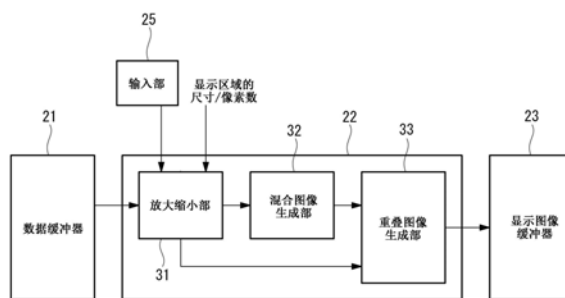 25
输入部
显示区域的
尺寸/像素数
21
22
23
32
33
数据缓冲器
放大缩小部
混合图像
生成部
重叠图像
生成部
显示图像
缓冲器
31